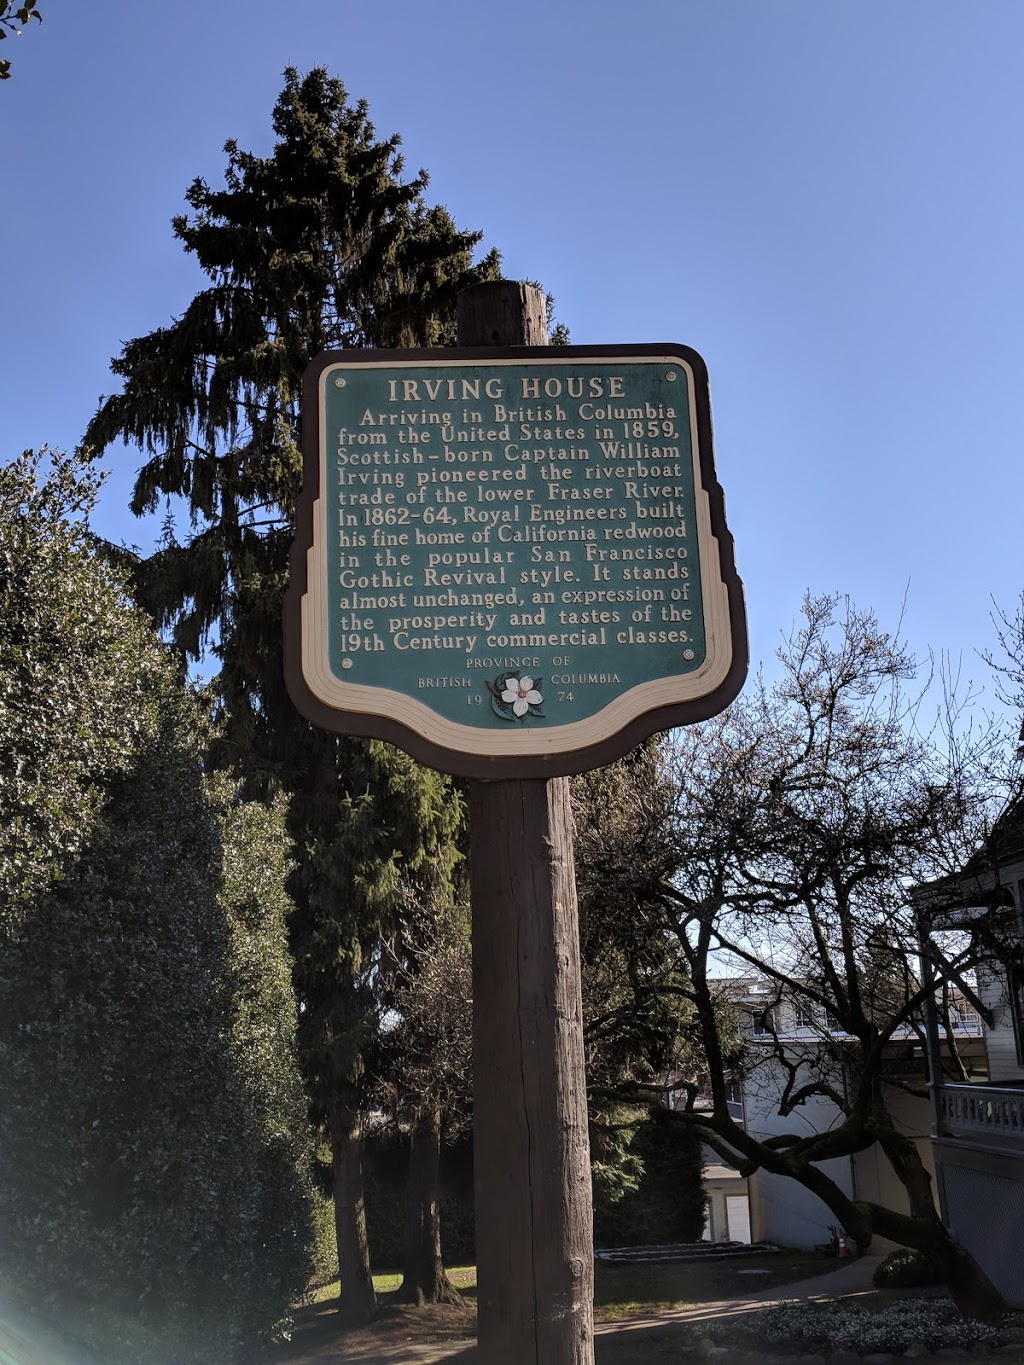 IRVING HOUSE
Arriving in British Columbia
from the United States in 1859,
Scottish-born Captain William
Irving pioneered the riverboat
trade of the lower Fraser River.
In 1862-64, Royal Engineers built
his fine home of California redwood
in the popular San Francisco
Gothic Revival style. It stands
almost unchanged, an expression of
the prosperity and tastes of the
19th Century commercial classes.
PROVINCE OF
BRITISH COLUMBIA
19 74